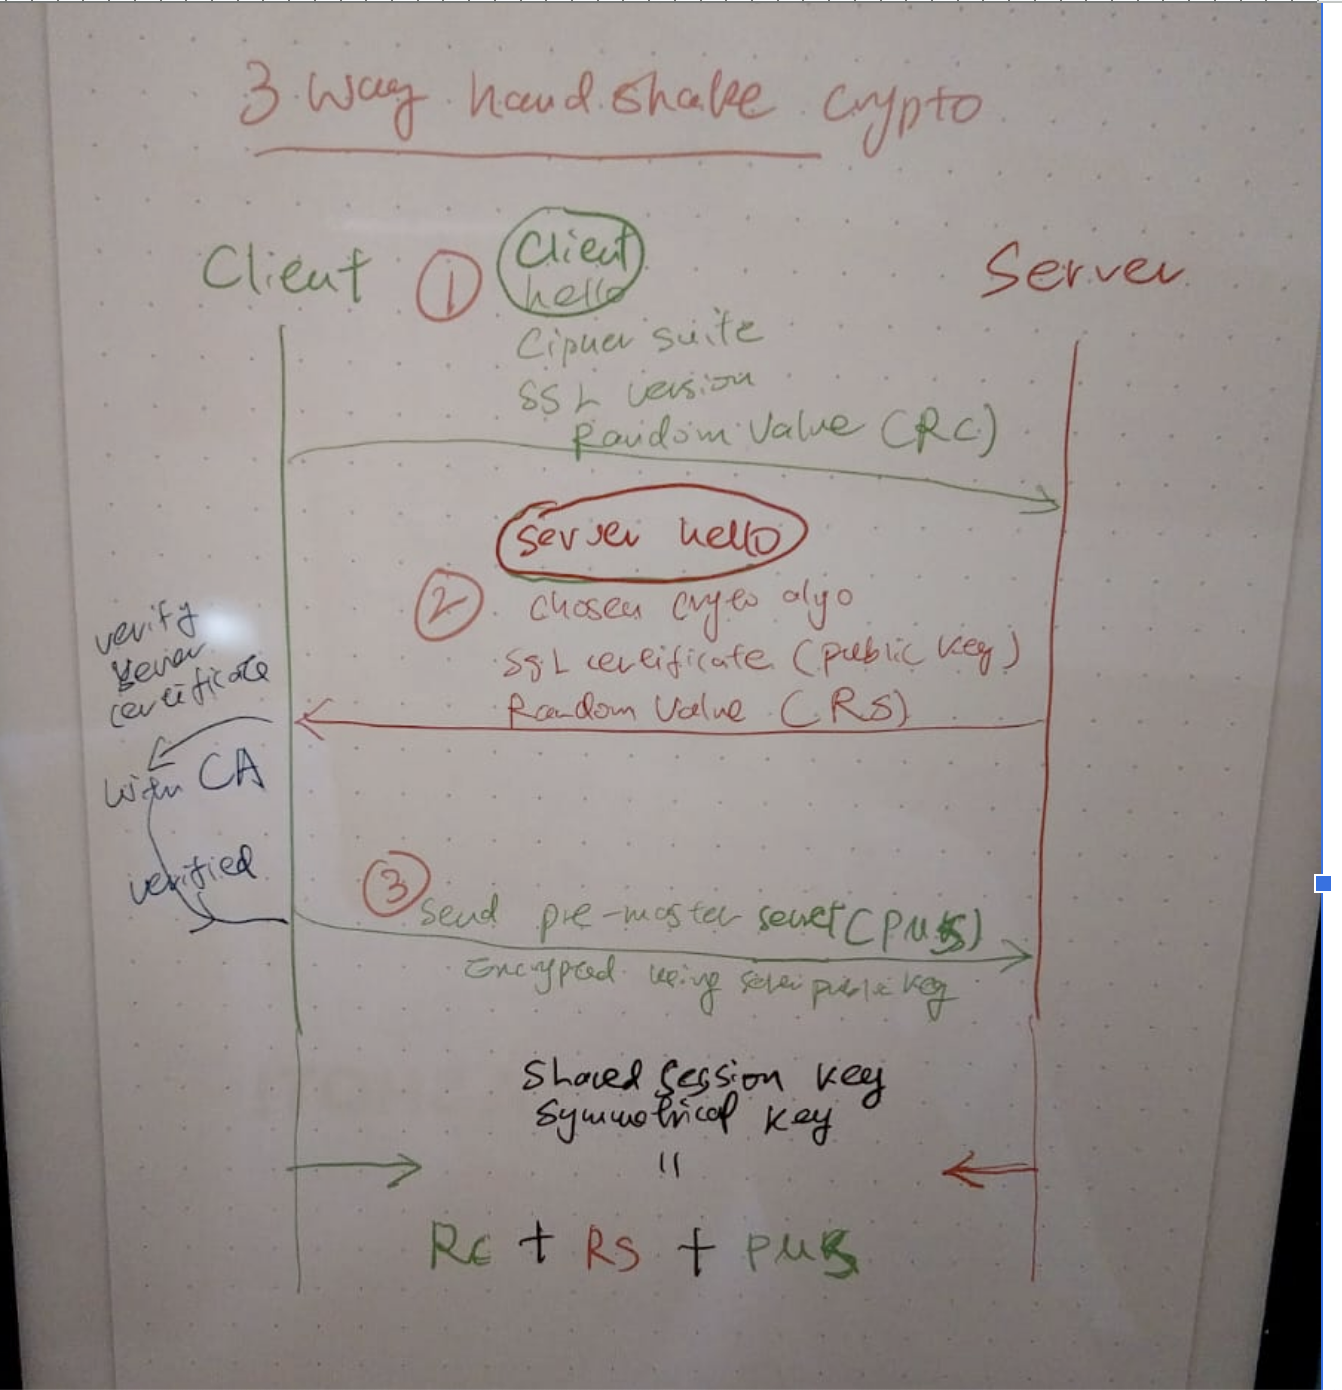 3 way handshake crypto
Client
1
Client
hello
Server
Cipher suite
SSL version
Random Value (Rc)
Server hello
2
chosen crypto algo
SSL certificate (public key)
Random Value (RS)
verify
server
certificate
with CA
verified
3
Send pre-master secret (PMS)
Encrypted using server public key
Shared Session key
Symmetrical key
=
Rc + RS + PMS